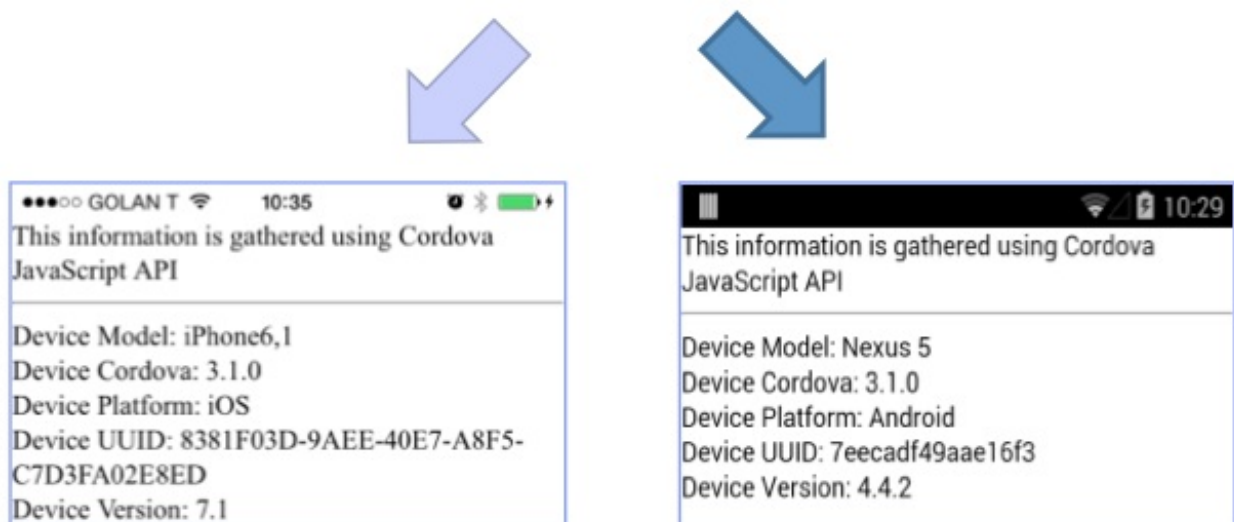 GOLAN T 10:35
This information is gathered using Cordova
JavaScript API
Device Model: iPhone6,1
Device Cordova: 3.1.0
Device Platform: iOS
Device UUID: 8381F03D-9AEE-40E7-A8F5-
C7D3FA02E8ED
Device Version: 7.1
10:29
This information is gathered using Cordova
JavaScript API
Device Model: Nexus 5
Device Cordova: 3.1.0
Device Platform: Android
Device UUID: 7eecadf49aae16f3
Device Version: 4.4.2